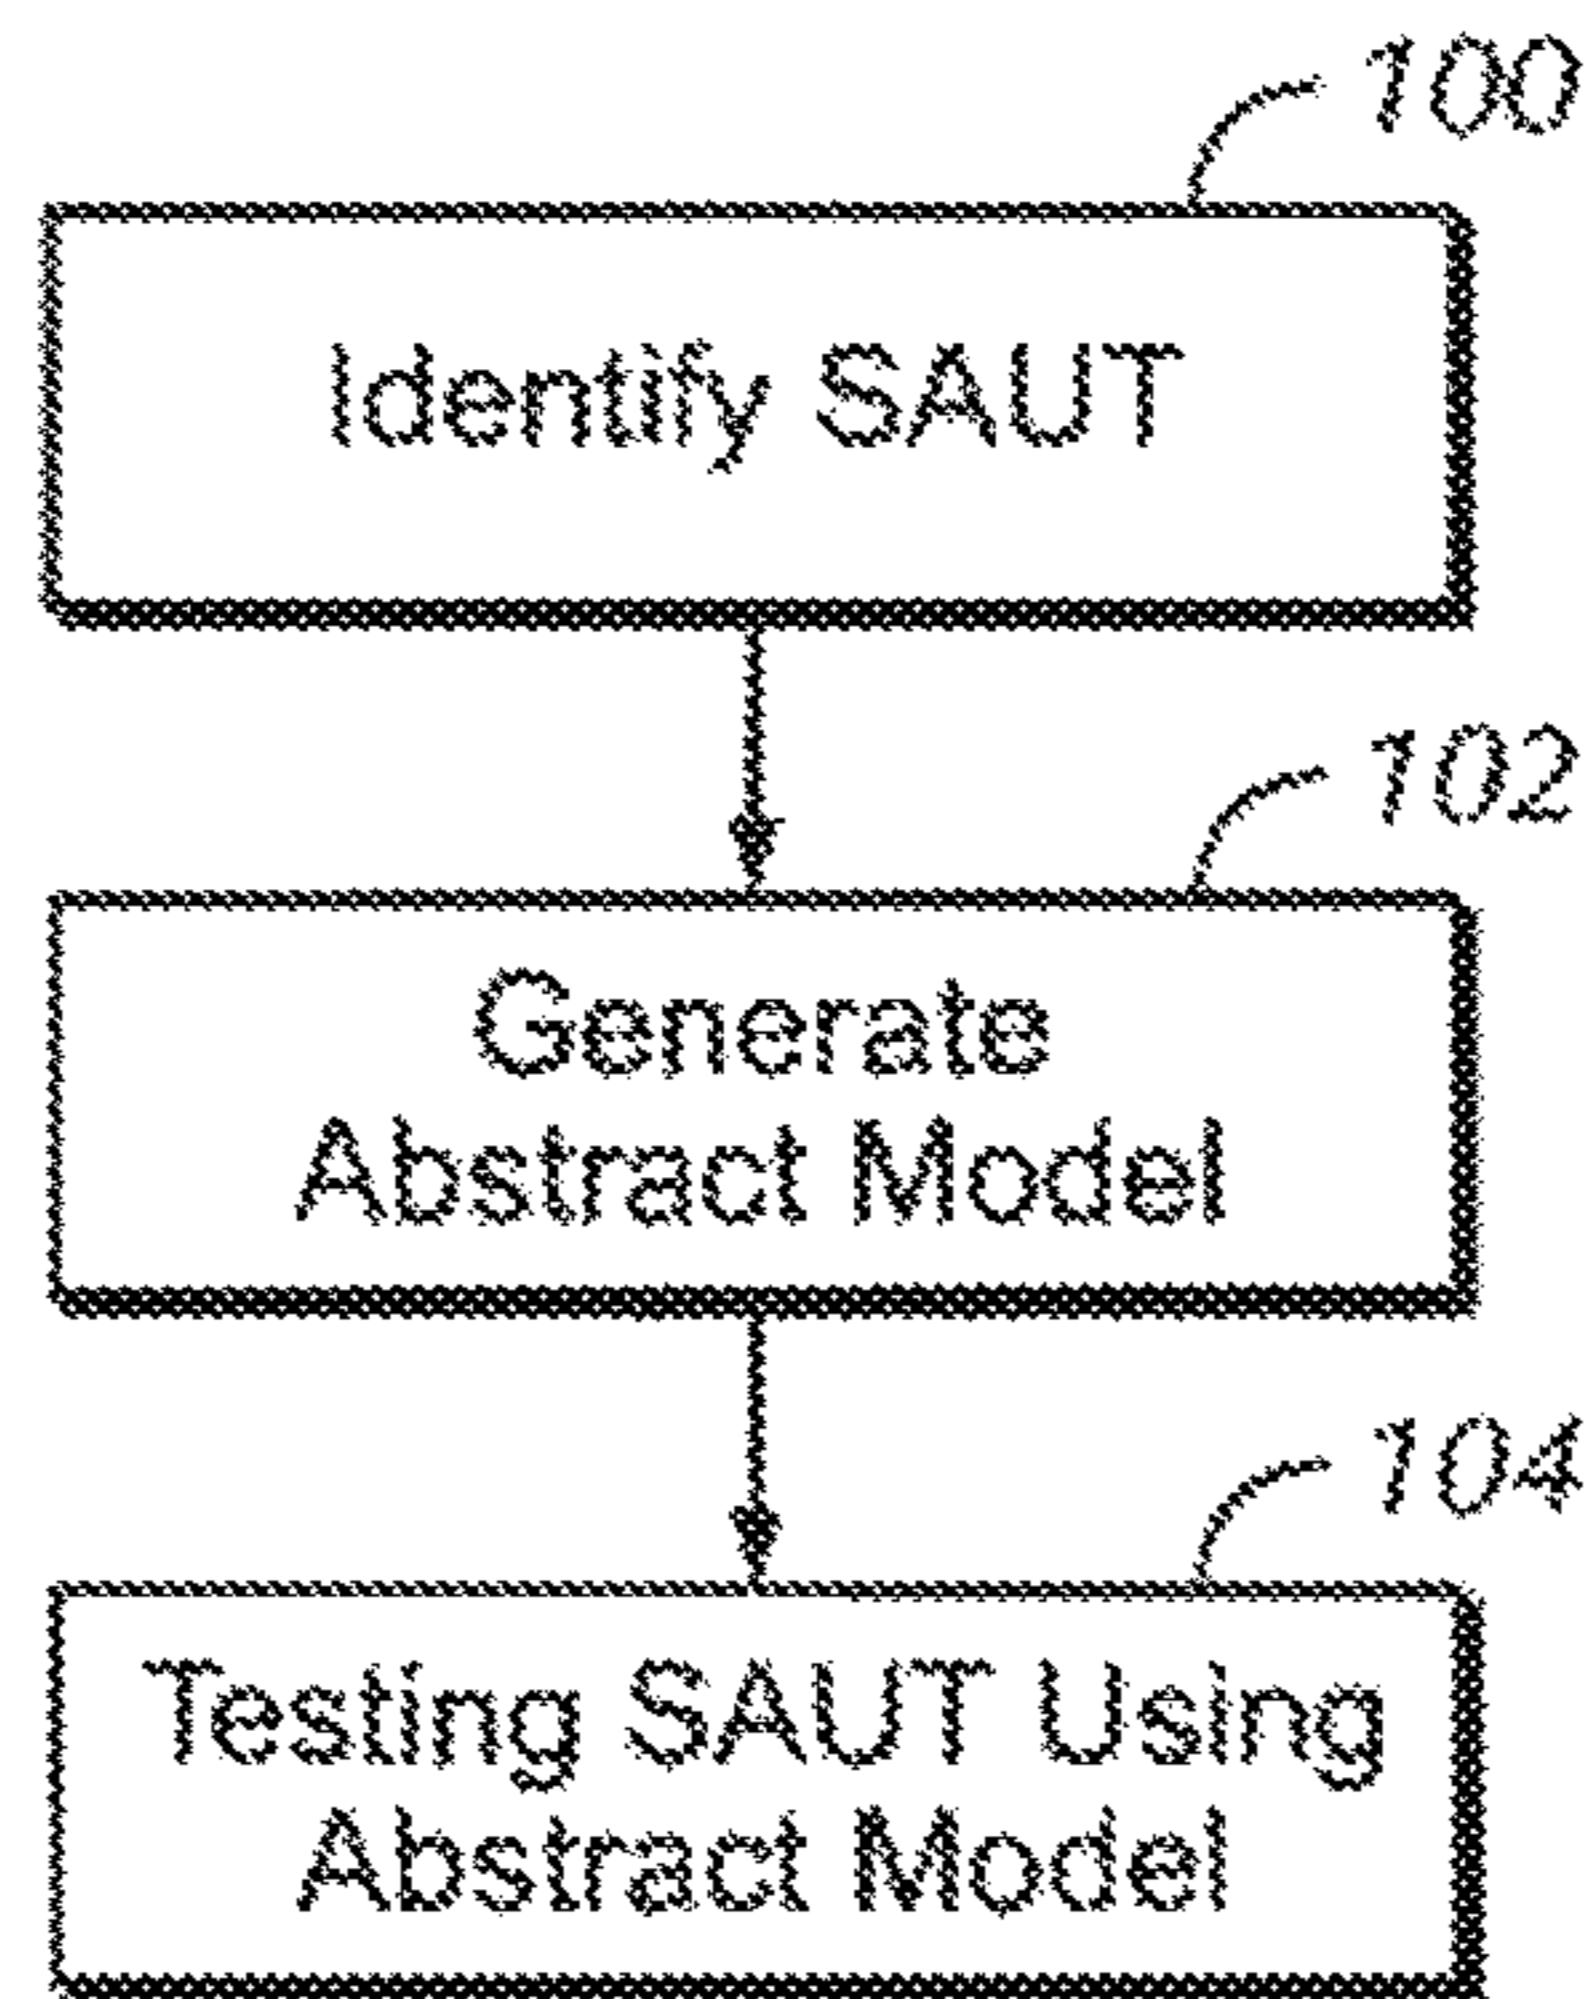 100
Identify SAUT
102
Generate
Abstract Model
104
Testing SAUT Using
Abstract Model